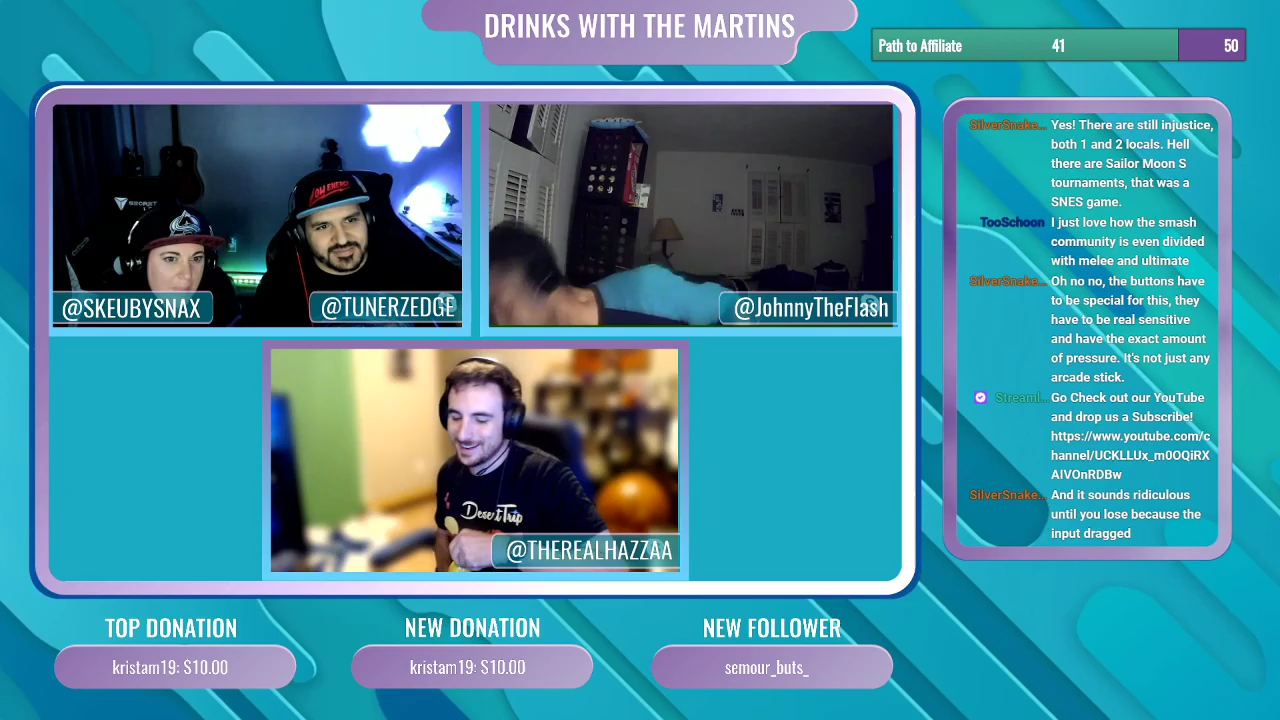 DRINKS WITH THE MARTINS
Path to Affiliate 41 50
LOW ENEMY
SECRET
@SKEUBYSNAX
@TUNERZEDGE
@JohnnyTheFlash
Desert Trip
@THEREALHAZZAA
SilverSnake... Yes! There are still injustice,
both 1 and 2 locals. Hell
there are Sailor Moon S
tournaments, that was a
SNES game.
TooSchoon I just love how the smash
community is even divided
with melee and ultimate
SilverSnake... Oh no no, the buttons have
to be special for this, they
have to be real sensitive
and have the exact amount
of pressure. It's not just any
arcade stick.
Streaml... Go Check out our YouTube
and drop us a Subscribe!
https://www.youtube.com/c
hannel/UCKLLUx_m0OQiRX
AIVOnRDBw
SilverSnake... And it sounds ridiculous
until you lose because the
input dragged
TOP DONATION
kristam19: $10.00
NEW DONATION
kristam19: $10.00
NEW FOLLOWER
semour_buts_